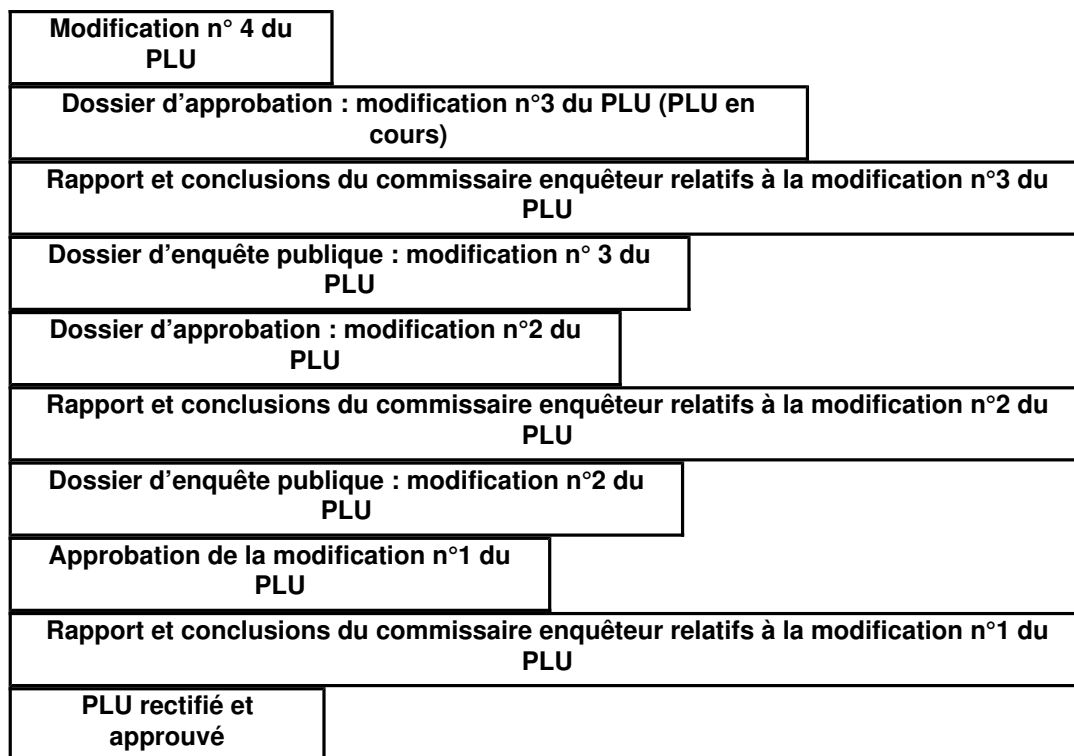 Modification n° 4 du
PLU
Dossier d'approbation : modification n°3 du PLU (PLU en
cours)
Rapport et conclusions du commissaire enquêteur relatifs à la modification n°3 du
PLU
Dossier d'enquête publique : modification n° 3 du
PLU
Dossier d'approbation : modification n°2 du
PLU
Rapport et conclusions du commissaire enquêteur relatifs à la modification n°2 du
PLU
Dossier d'enquête publique : modification n°2 du
PLU
Approbation de la modification n°1 du
PLU
Rapport et conclusions du commissaire enquêteur relatifs à la modification n°1 du
PLU
PLU rectifié et
approuvé